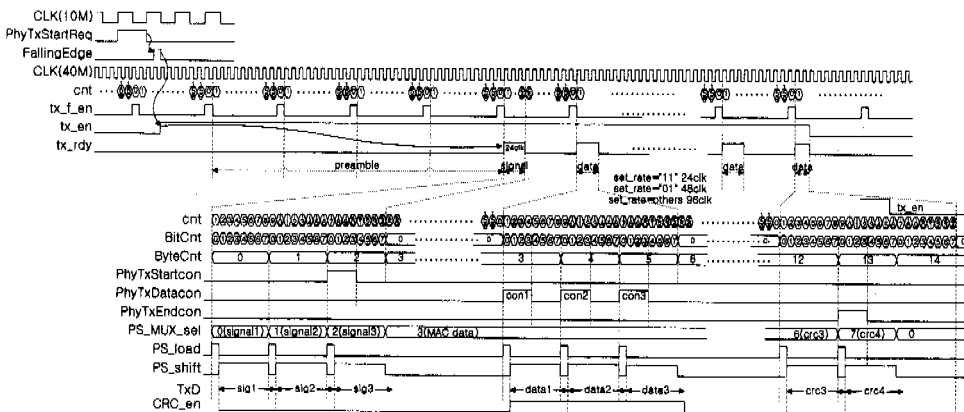 CLK(10M)
PhyTxStartReq
FallingEdge
CLK(40M)
cnt
tx_f_en
tx_en
tx_rdy
24clk
preamble
signal
data
data
data
set_rate="11" 24clk
set_rate="01" 48clk
set_rate=others 96clk
tx_en
cnt
BitCnt
0
0
0
ByteCnt
0 1 2 3 3 4 5 6 12 13 14
PhyTxStartcon
PhyTxDatacon
con1 con2 con3
PhyTxEndcon
PS_MUX_sel
0(signal1) 1(signal2) 2(signal3) 3(MAC data) 6(crc3) 7(crc4) 0
PS_load
PS_shift
TxD
sig1 sig2 sig3 data1 data2 data3 crc3 crc4
CRC_en